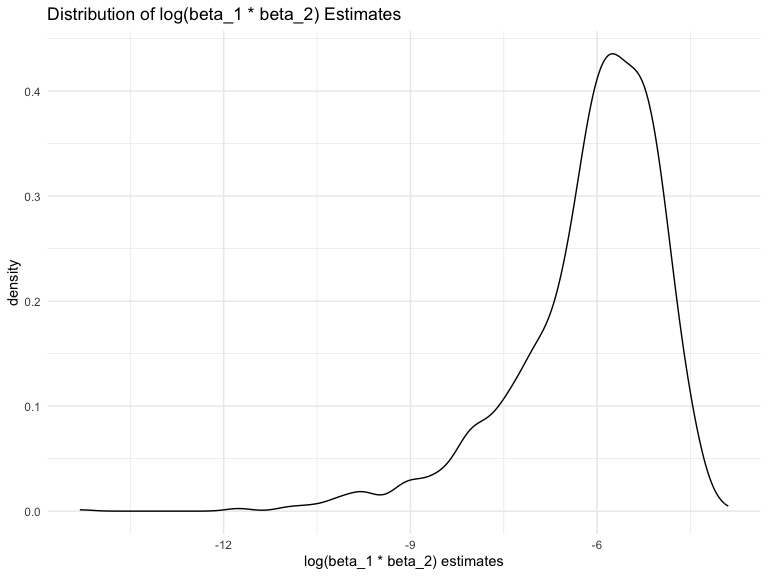 Distribution of log(beta_1 * beta_2) Estimates
0.4
0.3
0.2
0.1
0.0
density
-12
-9
-6
log(beta_1 * beta_2) estimates